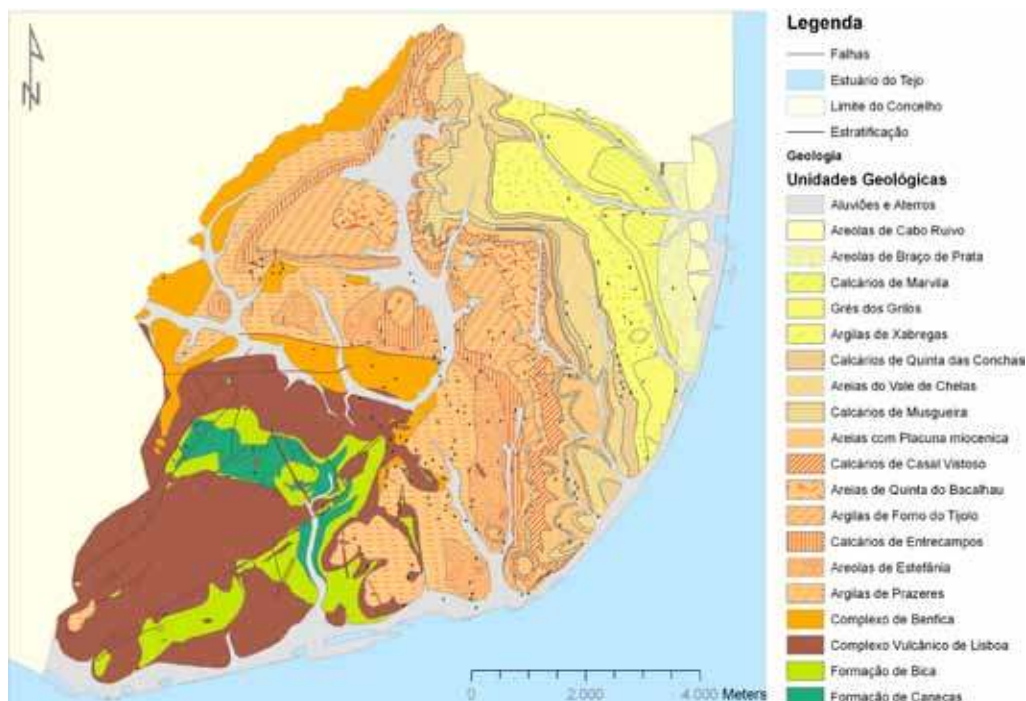 N
Legenda
Falhas
Estuário do Tejo
Limite do Concelho
Estratificação
Geologia
Unidades Geológicas
Aluviões e Aterros
Areolas de Cabo Ruivo
Areolas de Braço de Prata
Calcários de Marvila
Grés dos Grilos
Argilas de Xabregas
Calcários de Quinta das Conchas
Areias do Vale de Chelas
Calcários de Musgueira
Areias com Placuna miocenica
Calcários de Casal Vistoso
Areias de Quinta do Bacalhau
Argilas de Forno do Tijolo
Calcários de Entrecampos
Areolas de Estefânia
Argilas de Prazeres
Complexo de Benfica
Complexo Vulcânico de Lisboa
Formação de Bica
Formação de Caneças
0 2.000 4.000 Meters